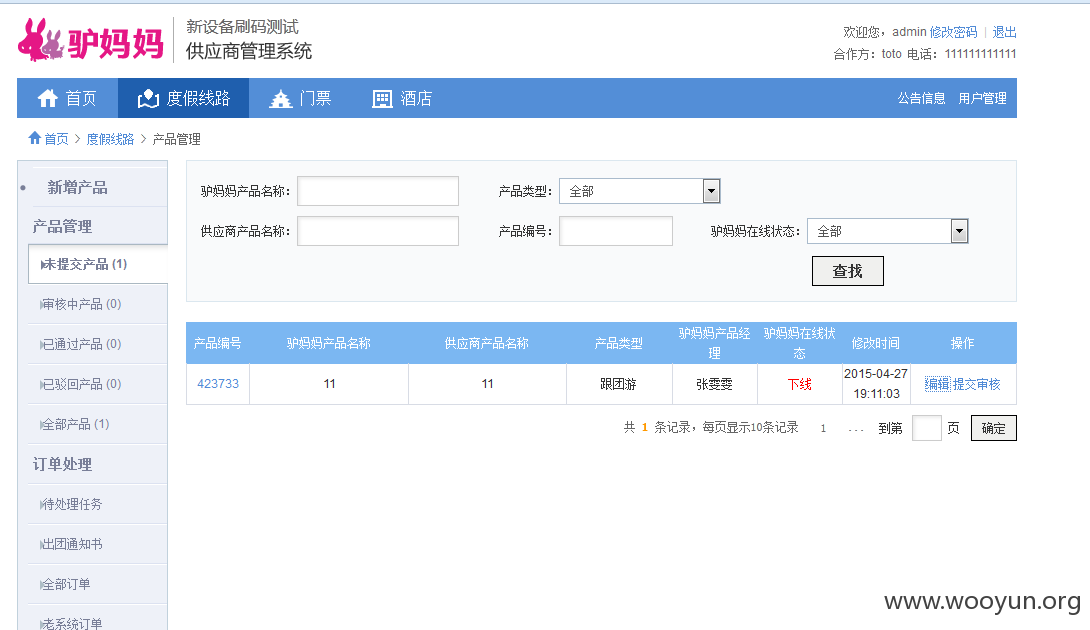 驴妈妈
新设备刷码测试
供应商管理系统
欢迎您，admin 修改密码 | 退出
合作方：toto 电话：111111111111
首页 度假线路 门票 酒店 公告信息 用户管理
首页 > 度假线路 > 产品管理
新增产品
产品管理
未提交产品 (1)
审核中产品 (0)
已通过产品 (0)
已驳回产品 (0)
全部产品 (1)
订单处理
待处理任务
出团通知书
全部订单
老系统订单
驴妈妈产品名称： 产品类型： 全部
供应商产品名称： 产品编号： 驴妈妈在线状态： 全部
查找
产品编号 驴妈妈产品名称 供应商产品名称 产品类型 驴妈妈产品经理 驴妈妈在线状态 修改时间 操作
423733 11 11 跟团游 张雯雯 下线 2015-04-27 19:11:03 编辑 提交审核
共 1 条记录，每页显示10条记录 1 ... 到第 页 确定
www.wooyun.org